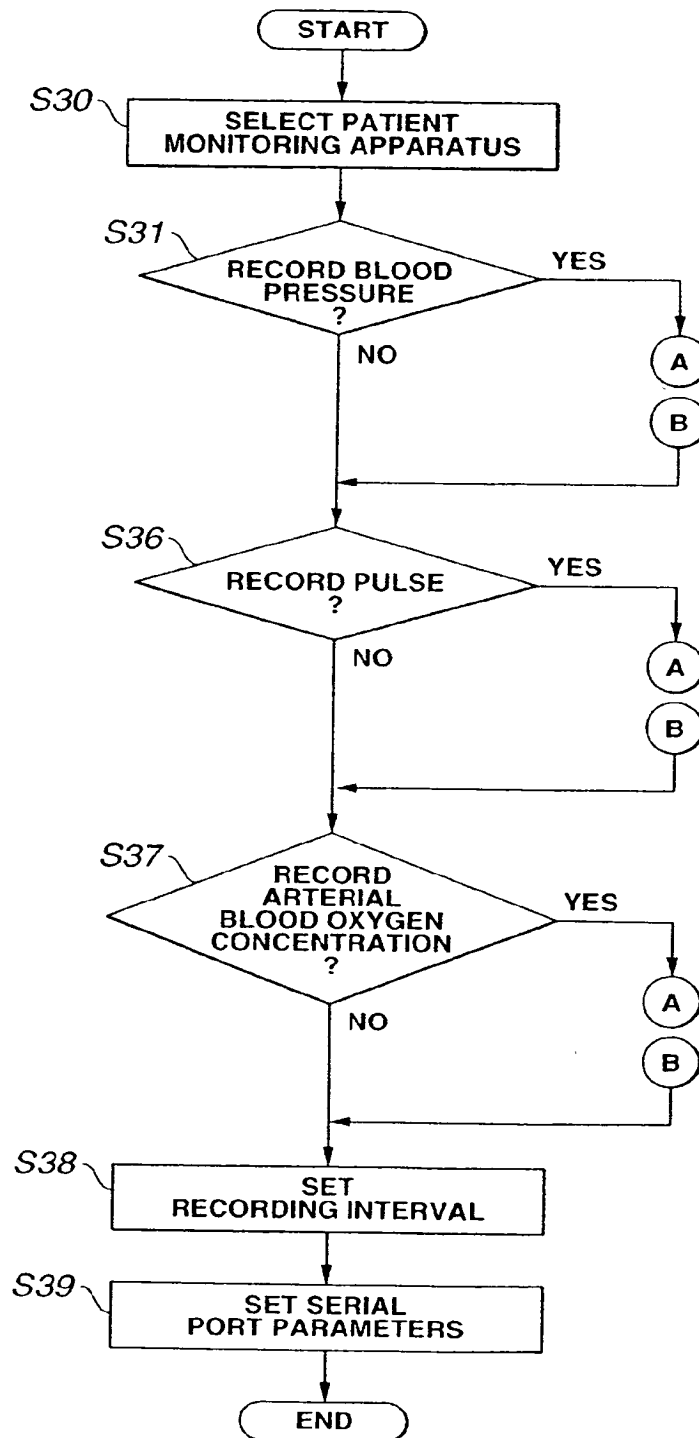 START
S30
SELECT PATIENT
MONITORING APPARATUS
S31
RECORD BLOOD
PRESSURE
?
YES
NO
A
B
S36
RECORD PULSE
?
YES
NO
A
B
S37
RECORD
ARTERIAL
BLOOD OXYGEN
CONCENTRATION
?
YES
NO
A
B
S38
SET
RECORDING INTERVAL
S39
SET SERIAL
PORT PARAMETERS
END